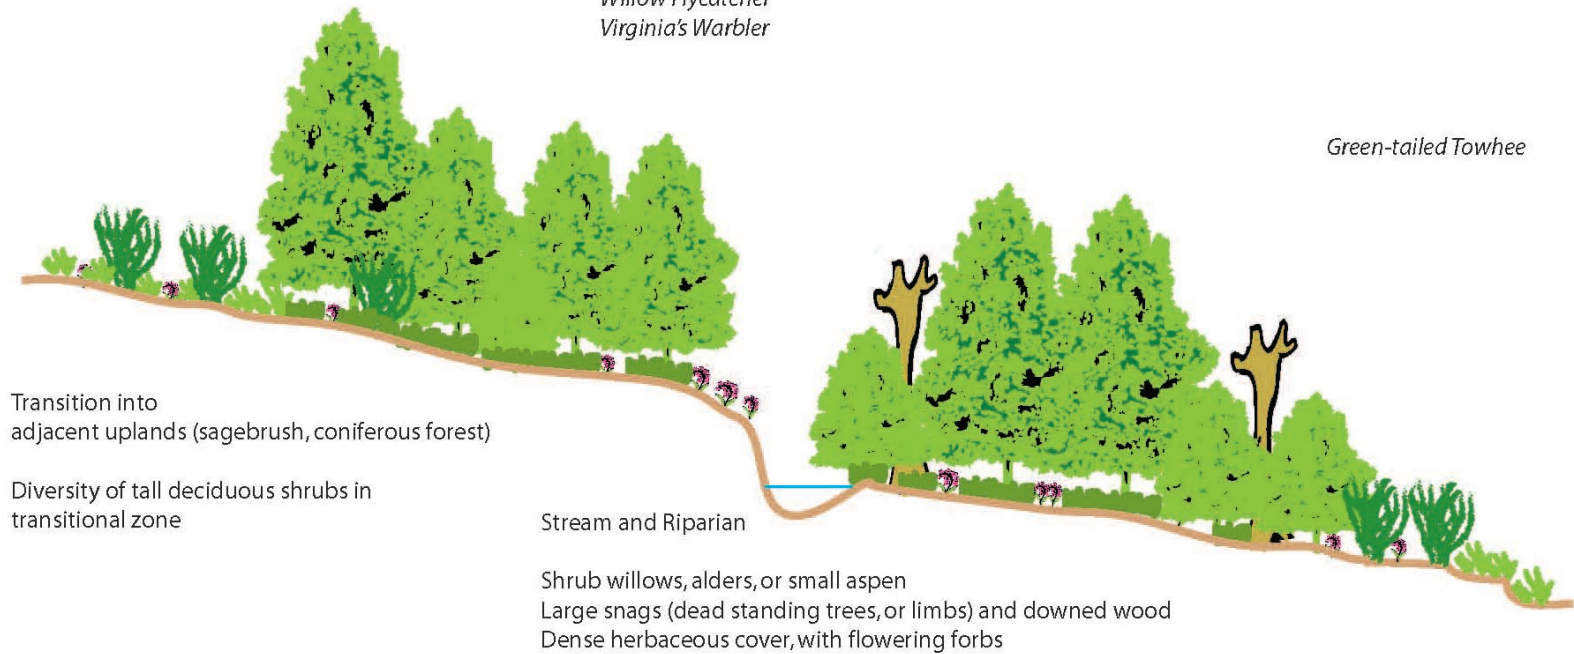 Willow Flycatcher
Virginia's Warbler
Green-tailed Towhee
Transition into
adjacent uplands (sagebrush, coniferous forest)
Diversity of tall deciduous shrubs in
transitional zone
Stream and Riparian
Shrub willows, alders, or small aspen
Large snags (dead standing trees, or limbs) and downed wood
Dense herbaceous cover, with flowering forbs